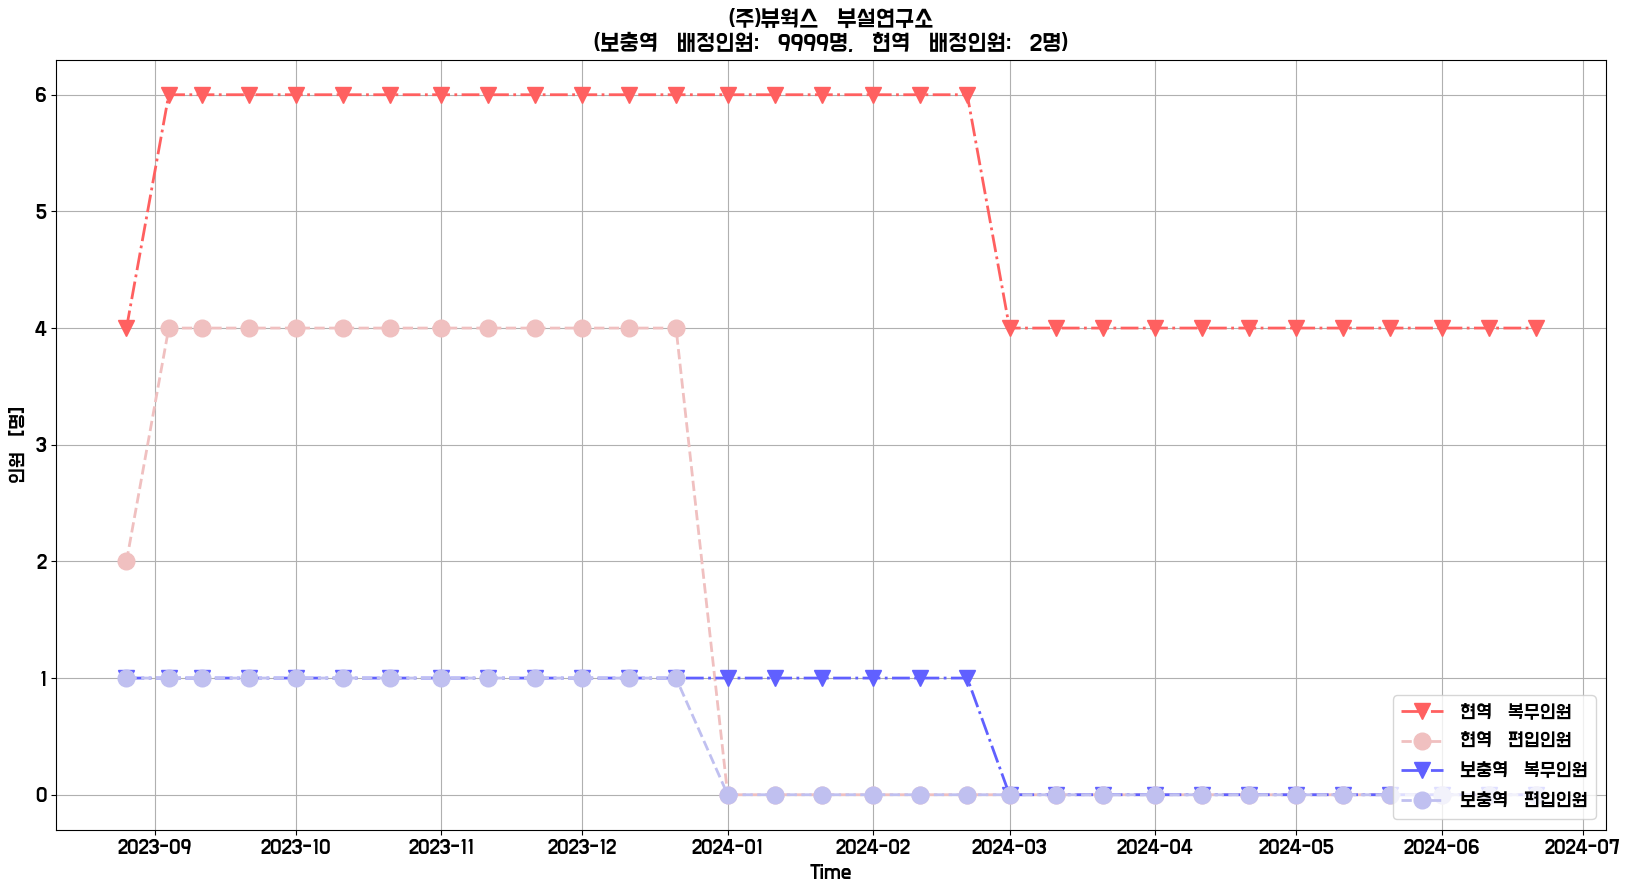 (주)뷰웍스 부설연구소
(보충역 배정인원: 9999명, 현역 배정인원: 2명)
인원 [명]
6
5
4
3
2
1
0
현역 복무인원
현역 편입인원
보충역 복무인원
보충역 편입인원
2023-09 2023-10 2023-11 2023-12 2024-01 2024-02 2024-03 2024-04 2024-05 2024-06 2024-07
Time